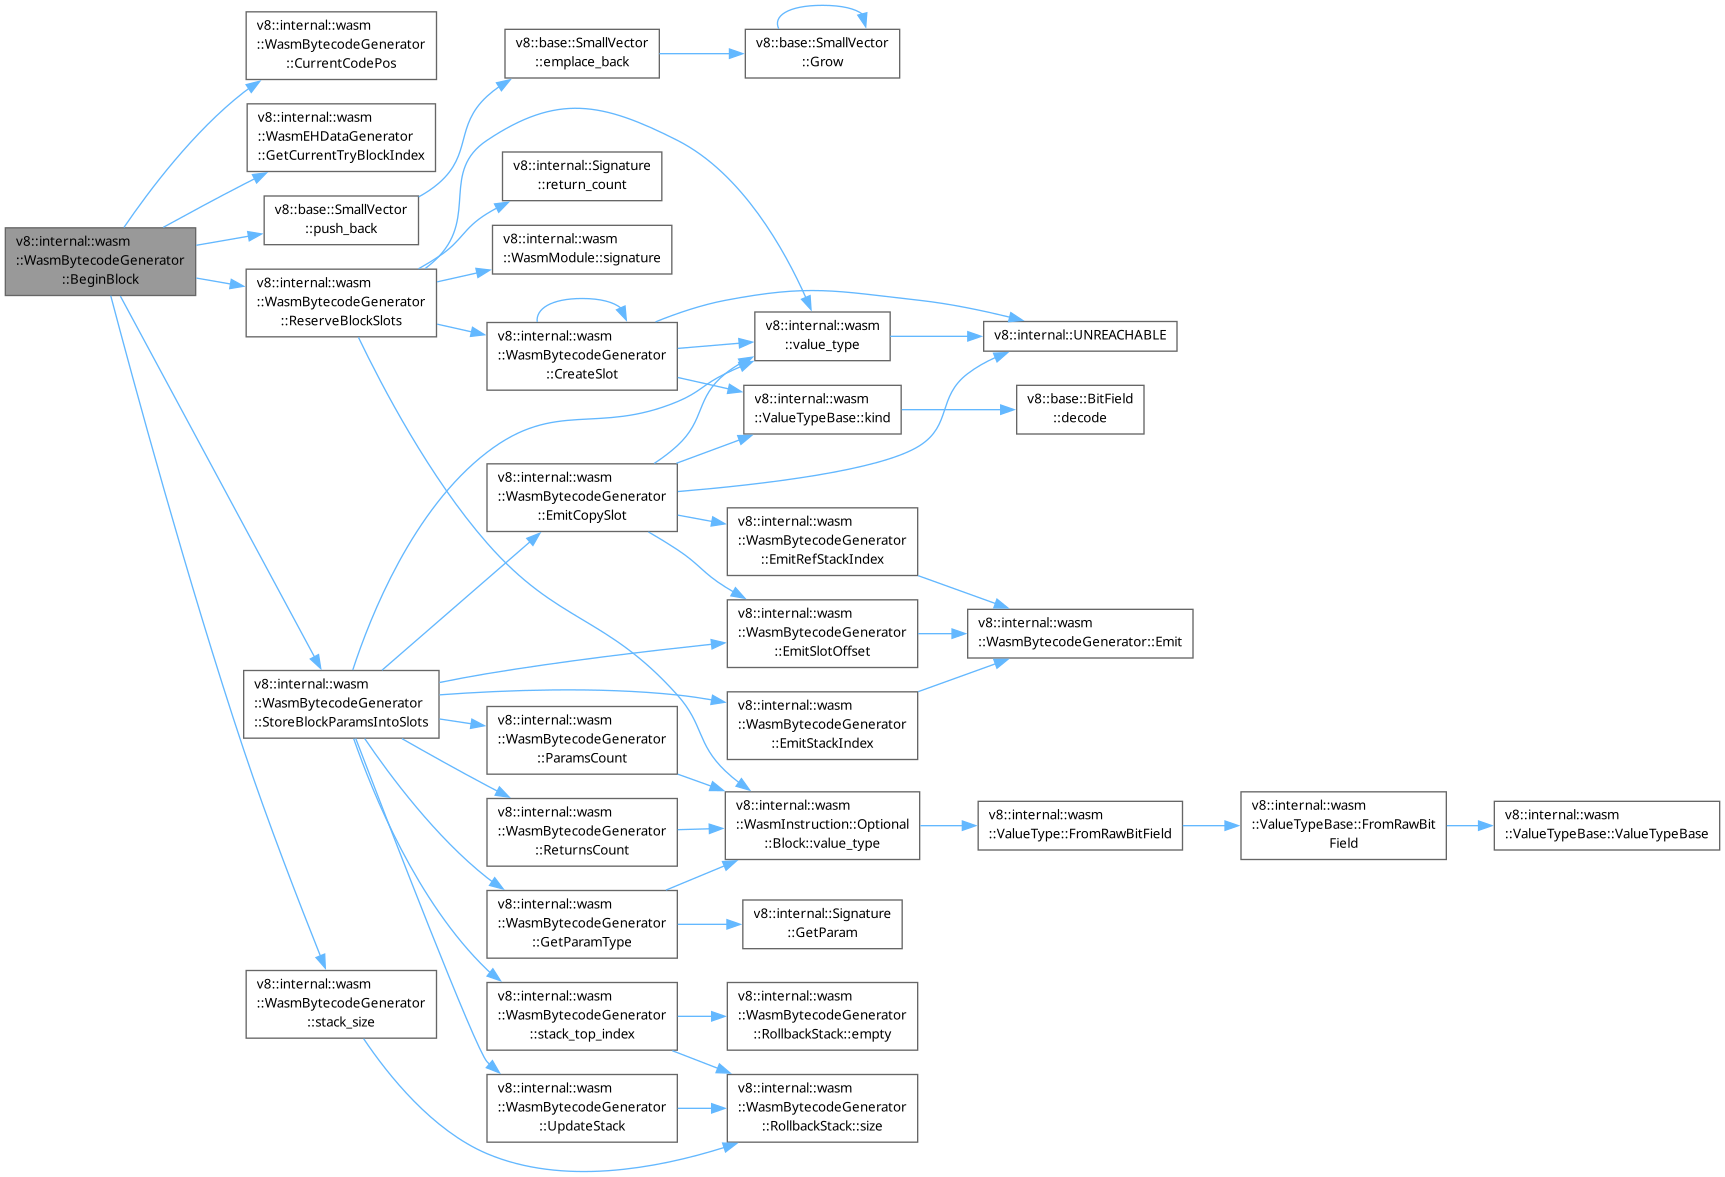 v8::internal::wasm
::WasmBytecodeGenerator
::BeginBlock
v8::internal::wasm
::WasmBytecodeGenerator
::CurrentCodePos
v8::internal::wasm
::WasmEHDataGenerator
::GetCurrentTryBlockIndex
v8::base::SmallVector
::push_back
v8::internal::wasm
::WasmBytecodeGenerator
::ReserveBlockSlots
v8::internal::wasm
::WasmBytecodeGenerator
::StoreBlockParamsIntoSlots
v8::internal::wasm
::WasmBytecodeGenerator
::stack_size
v8::base::SmallVector
::emplace_back
v8::internal::Signature
::return_count
v8::internal::wasm
::WasmModule::signature
v8::internal::wasm
::WasmBytecodeGenerator
::CreateSlot
v8::internal::wasm
::WasmBytecodeGenerator
::EmitCopySlot
v8::internal::wasm
::WasmBytecodeGenerator
::ParamsCount
v8::internal::wasm
::WasmBytecodeGenerator
::ReturnsCount
v8::internal::wasm
::WasmBytecodeGenerator
::GetParamType
v8::internal::wasm
::WasmBytecodeGenerator
::stack_top_index
v8::internal::wasm
::WasmBytecodeGenerator
::UpdateStack
v8::base::SmallVector
::Grow
v8::internal::wasm
::value_type
v8::internal::wasm
::ValueTypeBase::kind
v8::internal::wasm
::WasmBytecodeGenerator
::EmitRefStackIndex
v8::internal::wasm
::WasmBytecodeGenerator
::EmitSlotOffset
v8::internal::wasm
::WasmBytecodeGenerator
::EmitStackIndex
v8::internal::wasm
::WasmInstruction::Optional
::Block::value_type
v8::internal::Signature
::GetParam
v8::internal::wasm
::WasmBytecodeGenerator
::RollbackStack::empty
v8::internal::wasm
::WasmBytecodeGenerator
::RollbackStack::size
v8::internal::UNREACHABLE
v8::base::BitField
::decode
v8::internal::wasm
::WasmBytecodeGenerator::Emit
v8::internal::wasm
::ValueType::FromRawBitField
v8::internal::wasm
::ValueTypeBase::FromRawBit
Field
v8::internal::wasm
::ValueTypeBase::ValueTypeBase